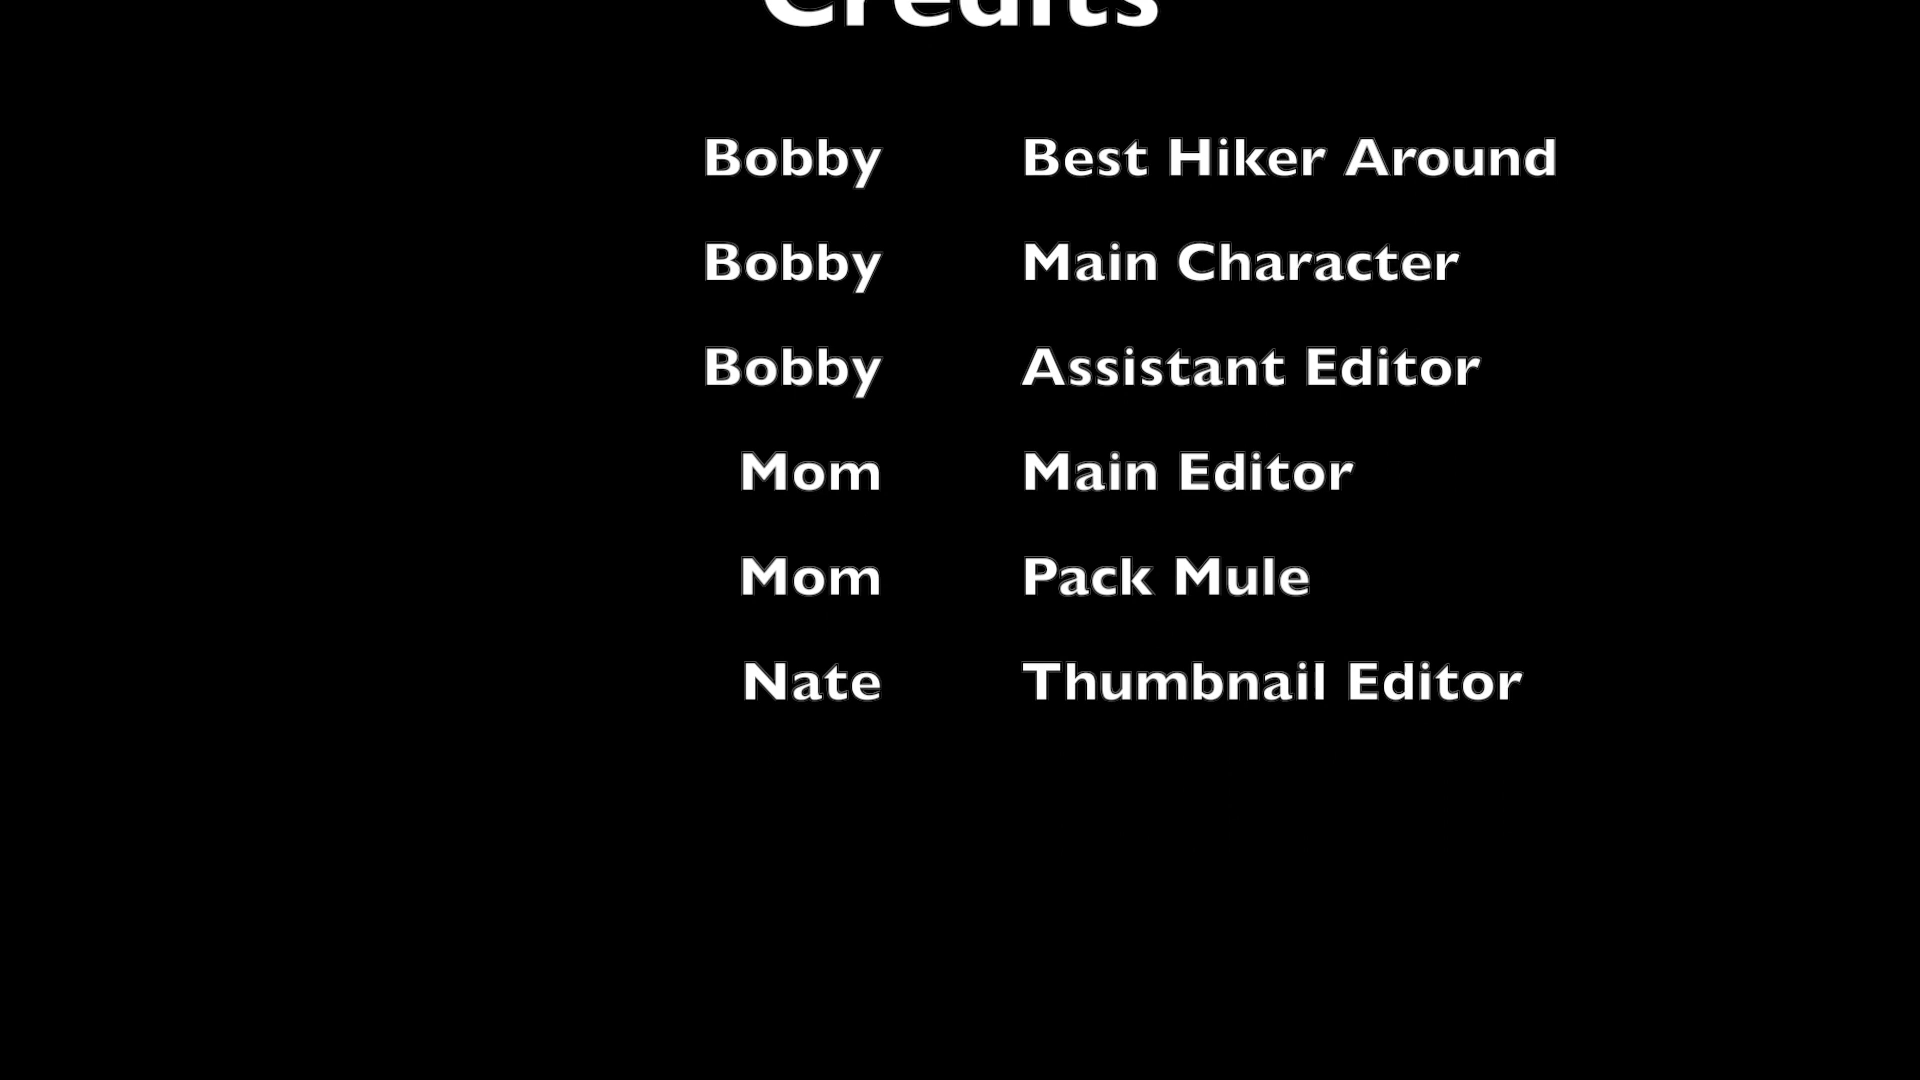 Credits
Bobby Best Hiker Around
Bobby Main Character
Bobby Assistant Editor
Mom Main Editor
Mom Pack Mule
Nate Thumbnail Editor